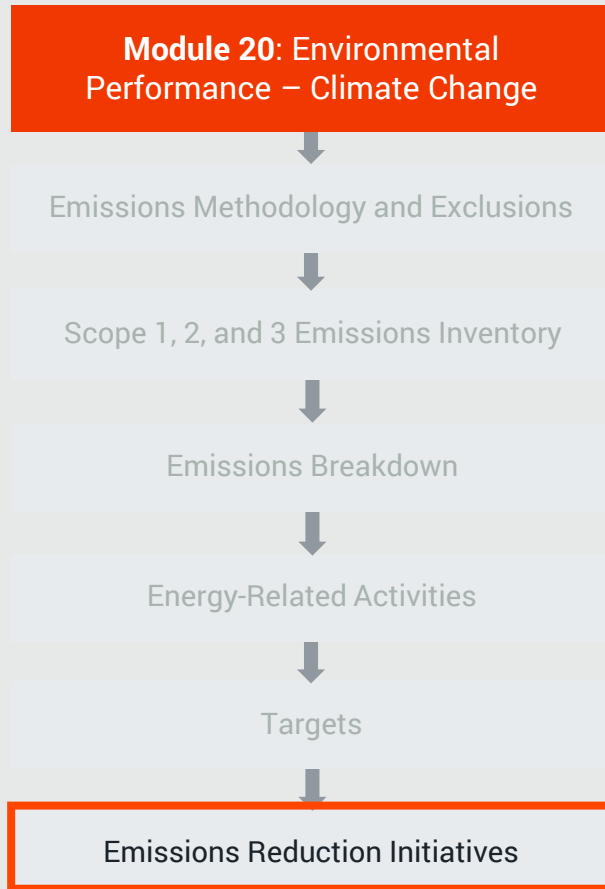 Module 20: Environmental
Performance – Climate Change
Emissions Methodology and Exclusions
Scope 1, 2, and 3 Emissions Inventory
Emissions Breakdown
Energy-Related Activities
Targets
Emissions Reduction Initiatives